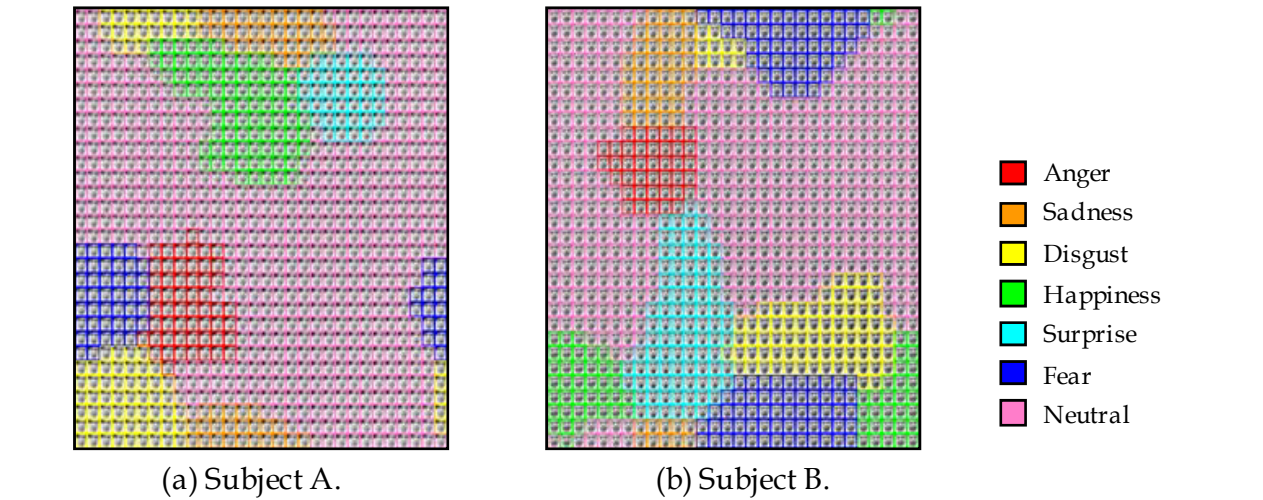 Anger
Sadness
Disgust
Happiness
Surprise
Fear
Neutral
(a) Subject A.
(b) Subject B.